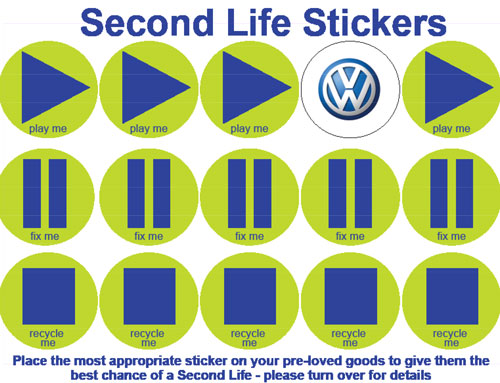 Second Life Stickers
play me play me play me VW play me
fix me fix me fix me fix me fix me
recycle recycle recycle recycle recycle
me me me me me
Place the most appropriate sticker on your pre-loved goods to give them the
best chance of a Second Life - please turn over for details